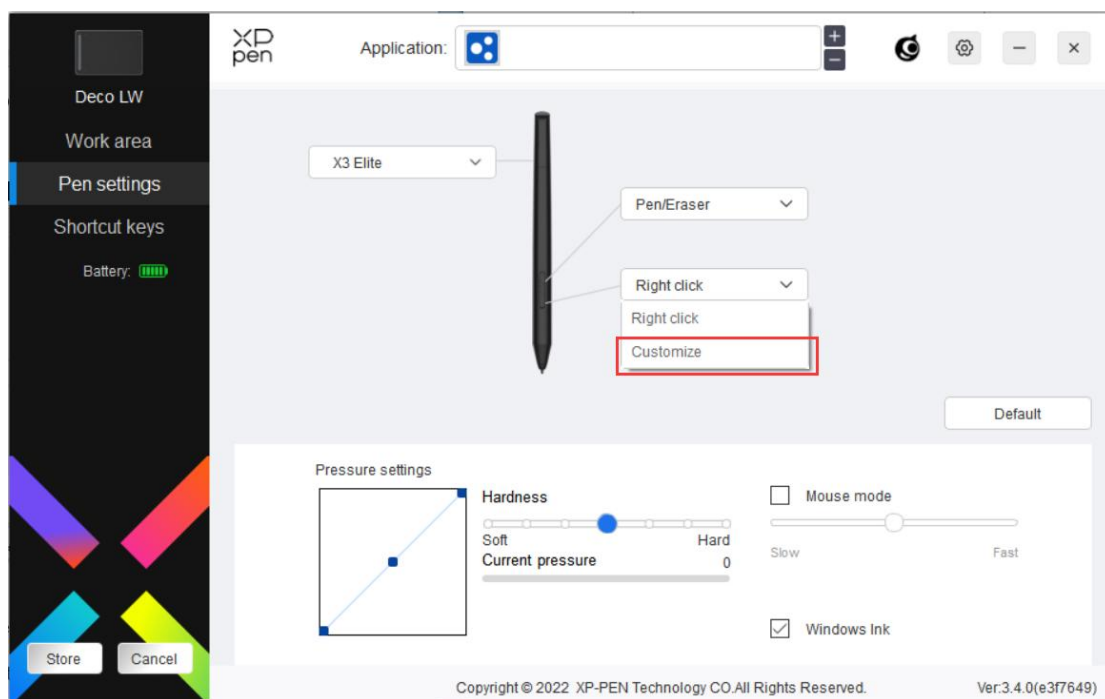 XP
pen
Application:
Deco LW
Work area
Pen settings
Shortcut keys
Battery:
X3 Elite
Pen/Eraser
Right click
Right click
Customize
Default
Pressure settings
Hardness
Soft Hard
Current pressure 0
Mouse mode
Slow Fast
Windows Ink
Store Cancel
Copyright © 2022 XP-PEN Technology CO.All Rights Reserved. Ver:3.4.0(e3f7649)